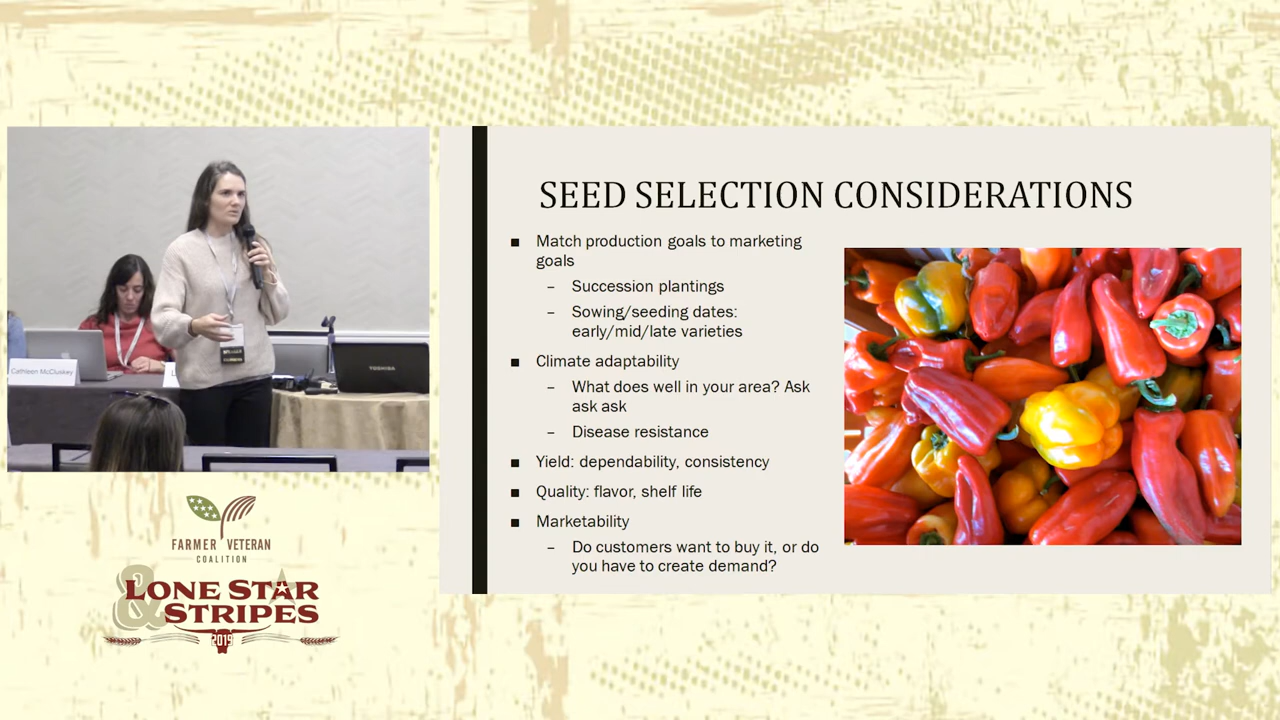 SEED SELECTION CONSIDERATIONS
■ Match production goals to marketing
goals
– Succession plantings
– Sowing/seeding dates:
early/mid/late varieties
■ Climate adaptability
– What does well in your area? Ask
ask ask
– Disease resistance
■ Yield: dependability, consistency
■ Quality: flavor, shelf life
■ Marketability
– Do customers want to buy it, or do
you have to create demand?
Cathleen McCluskey
TOSHIBA
FARMER VETERAN
COALITION
LONE STAR
& STRIPES
2019